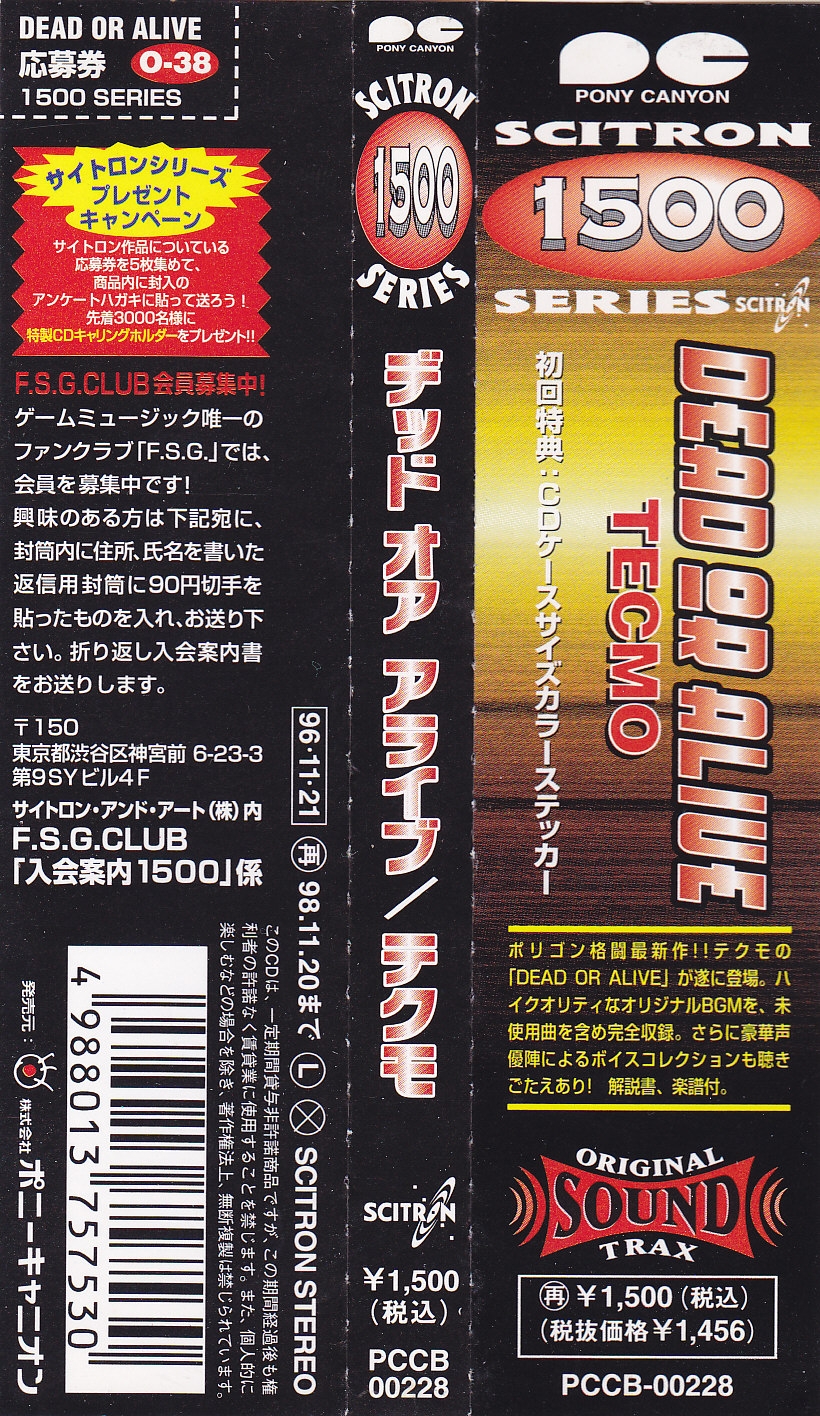 DEAD OR ALIVE
応募券 O-38
1500 SERIES
サイトロンシリーズ
プレゼント
キャンペーン
サイトロン作品についている
応募券を5枚集めて、
商品内に封入の
アンケートハガキに貼って送ろう!
先着3000名様に
特製CDキャリングホルダーをプレゼント!!
F.S.G.CLUB会員募集中!
ゲームミュージック唯一の
ファンクラブ「F.S.G.」では、
会員を募集中です!
興味のある方は下記宛に、
封筒内に住所、氏名を書いた
返信用封筒に90円切手を
貼ったものを入れ、お送り下
さい。折り返し入会案内書
をお送りします。
〒150
東京都渋谷区神宮前 6-23-3
第9SYビル4F
サイトロン・アンド・アート(株)内
F.S.G.CLUB
「入会案内1500」係
96・11・21 再 98.11.20まで L X SCITRON STEREO
このCDは、一定期間貸与非許諾商品ですが、この期間経過後も権
利者の許諾なく賃貸業に使用することを禁じます。また、個人的に
楽しむなどの場合を除き、著作権法上、無断複製は禁じられています。
4988013757530
発売元:株式会社ポニーキャニオン
PONY CANYON
SCITRON
1500
SERIES
デッド オア アライブ/テクモ
SCITRON
¥1,500
(税込)
PCCB
00228
PONY CANYON
SCITRON
1500
SERIES SCITRON
DEAD OR ALIVE
TECMO
初回特典:CDケースサイズカラーステッカー
ポリゴン格闘最新作!!テクモの
「DEAD OR ALIVE」が遂に登場。ハ
イクオリティなオリジナルBGMを、未
使用曲を含め完全収録。さらに豪華声
優陣によるボイスコレクションも聴き
ごたえあり! 解説書、楽譜付。
ORIGINAL
SOUND
TRAX
再¥1,500(税込)
(税抜価格¥1,456)
PCCB-00228